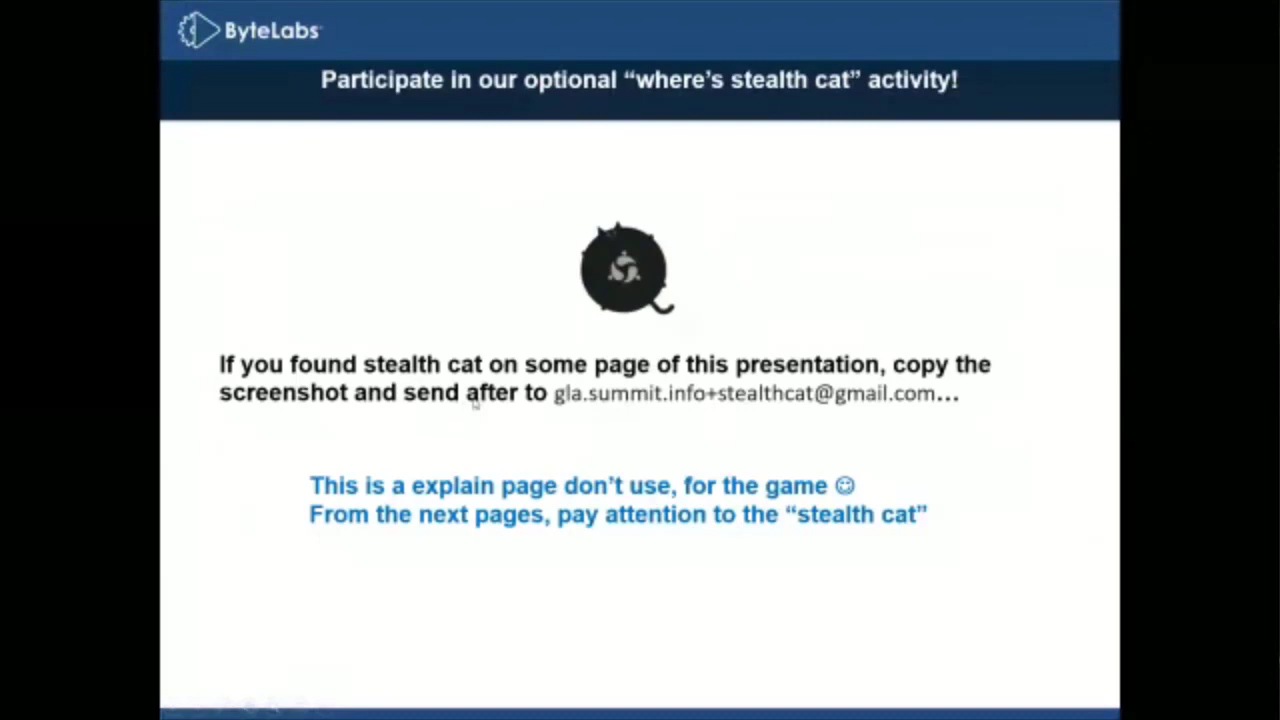 ByteLabs
Participate in our optional “where’s stealth cat” activity!
If you found stealth cat on some page of this presentation, copy the
screenshot and send after to gla.summit.info+stealthcat@gmail.com...
This is a explain page don’t use, for the game ☺
From the next pages, pay attention to the “stealth cat”